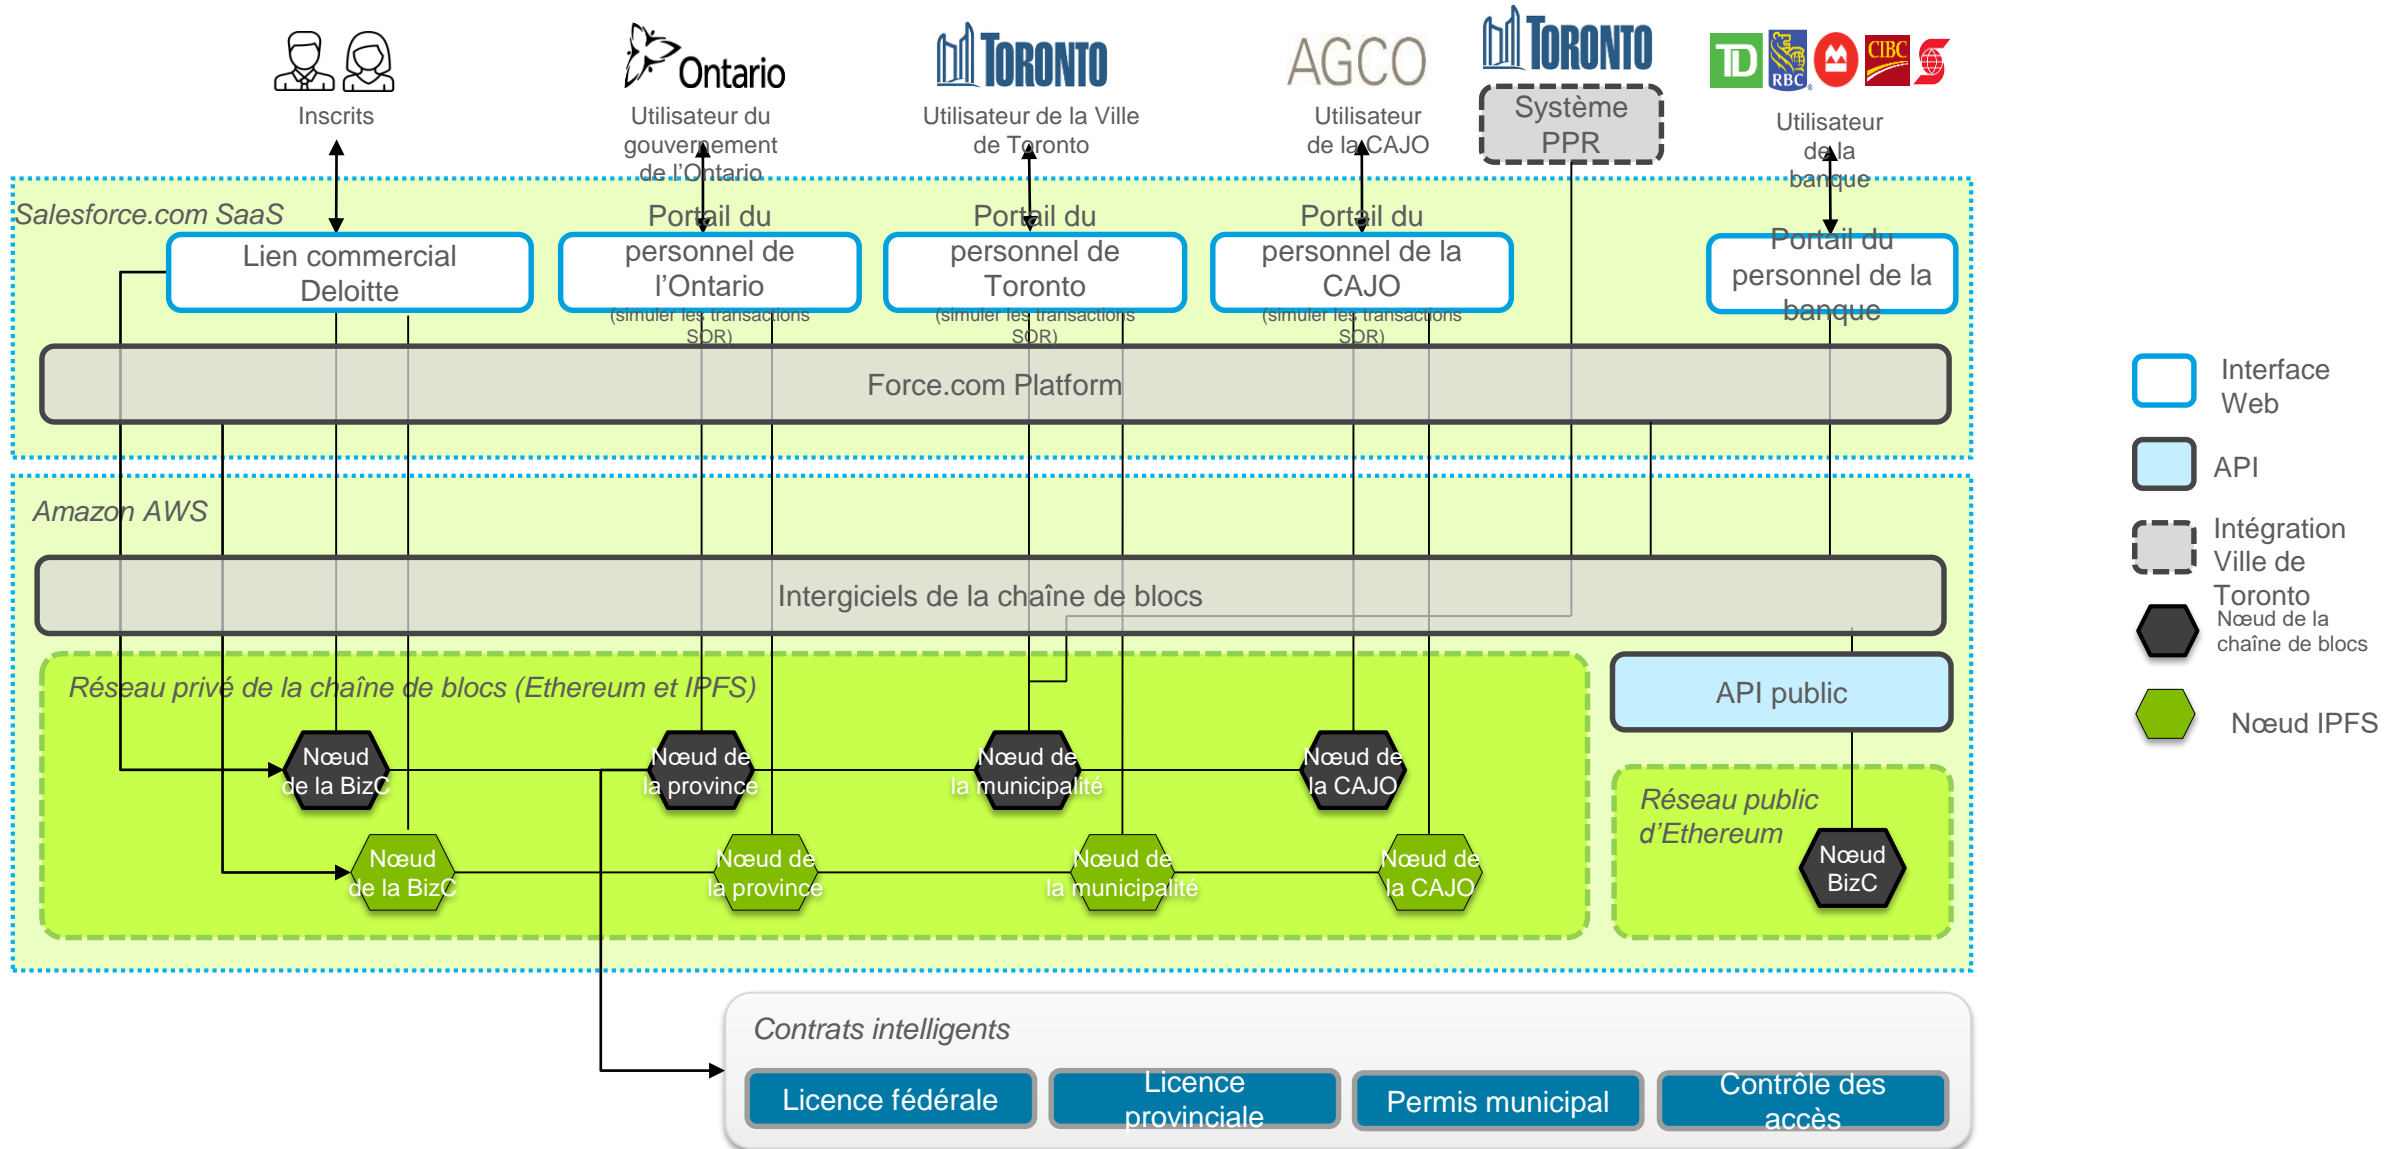 Ontario
TORONTO
AGCO
TORONTO
TD
RBC
CIBC
Inscrits
Utilisateur du
gouvernement
de l'Ontario
Utilisateur de la Ville
de Toronto
Utilisateur
de la CAJO
Système
PPR
Utilisateur
de la
banque
Salesforce.com SaaS
Lien commercial
Deloitte
Portail du
personnel de
l'Ontario
(simuler les transactions
SOR)
Portail du
personnel de
Toronto
(simuler les transactions
SOR)
Portail du
personnel de la
CAJO
(simuler les transactions
SOR)
Portail du
personnel de la
banque
Force.com Platform
Amazon AWS
Intergiciels de la chaîne de blocs
Réseau privé de la chaîne de blocs (Ethereum et IPFS)
API public
Nœud
de la BizC
Nœud de
la province
Nœud de
la municipalité
Nœud de
la CAJO
Nœud
de la BizC
Nœud de
la province
Nœud de
la municipalité
Nœud de
la CAJO
Réseau public
d'Ethereum
Nœud
BizC
Contrats intelligents
Licence fédérale
Licence
provinciale
Permis municipal
Contrôle des
accès
Interface
Web
API
Intégration
Ville de
Toronto
Nœud de la
chaîne de blocs
Nœud IPFS